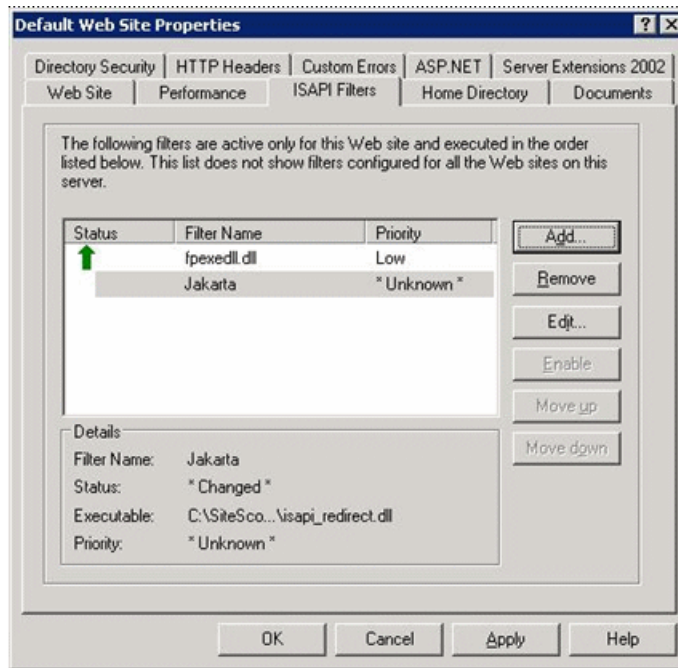 Default Web Site Properties
? X
Directory Security HTTP Headers Custom Errors ASP.NET Server Extensions 2002
Web Site Performance ISAPI Filters Home Directory Documents
The following filters are active only for this Web site and executed in the order
listed below. This list does not show filters configured for all the Web sites on this
server.
Status Filter Name Priority
fpexedll.dll Low
Jakarta * Unknown *
Add...
Remove
Edit...
Enable
Move up
Move down
Details
Filter Name: Jakarta
Status: * Changed *
Executable: C:\SiteSco...\isapi_redirect.dll
Priority: * Unknown *
OK Cancel Apply Help